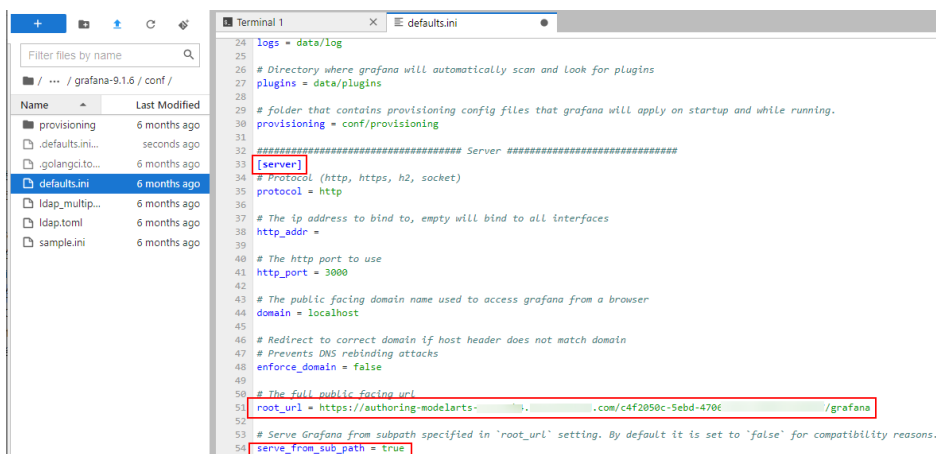 Terminal 1
defaults.ini
Filter files by name
/ ··· / grafana-9.1.6 / conf /
Name Last Modified
provisioning 6 months ago
.defaults.ini... seconds ago
.golangci.to... 6 months ago
defaults.ini 6 months ago
ldap_multip... 6 months ago
ldap.toml 6 months ago
sample.ini 6 months ago
24 logs = data/log
25
26 # Directory where grafana will automatically scan and look for plugins
27 plugins = data/plugins
28
29 # folder that contains provisioning config files that grafana will apply on startup and while running.
30 provisioning = conf/provisioning
31
32 #################################### Server ##############################
33 [server]
34 # Protocol (http, https, h2, socket)
35 protocol = http
36
37 # The ip address to bind to, empty will bind to all interfaces
38 http_addr =
39
40 # The http port to use
41 http_port = 3000
42
43 # The public facing domain name used to access grafana from a browser
44 domain = localhost
45
46 # Redirect to correct domain if host header does not match domain
47 # Prevents DNS rebinding attacks
48 enforce_domain = false
49
50 # The full public facing url
51 root_url = https://authoring-modelarts- .com/c4f2050c-5ebd-4706 /grafana
52
53 # Serve Grafana from subpath specified in `root_url` setting. By default it is set to `false` for compatibility reasons.
54 serve_from_sub_path = true